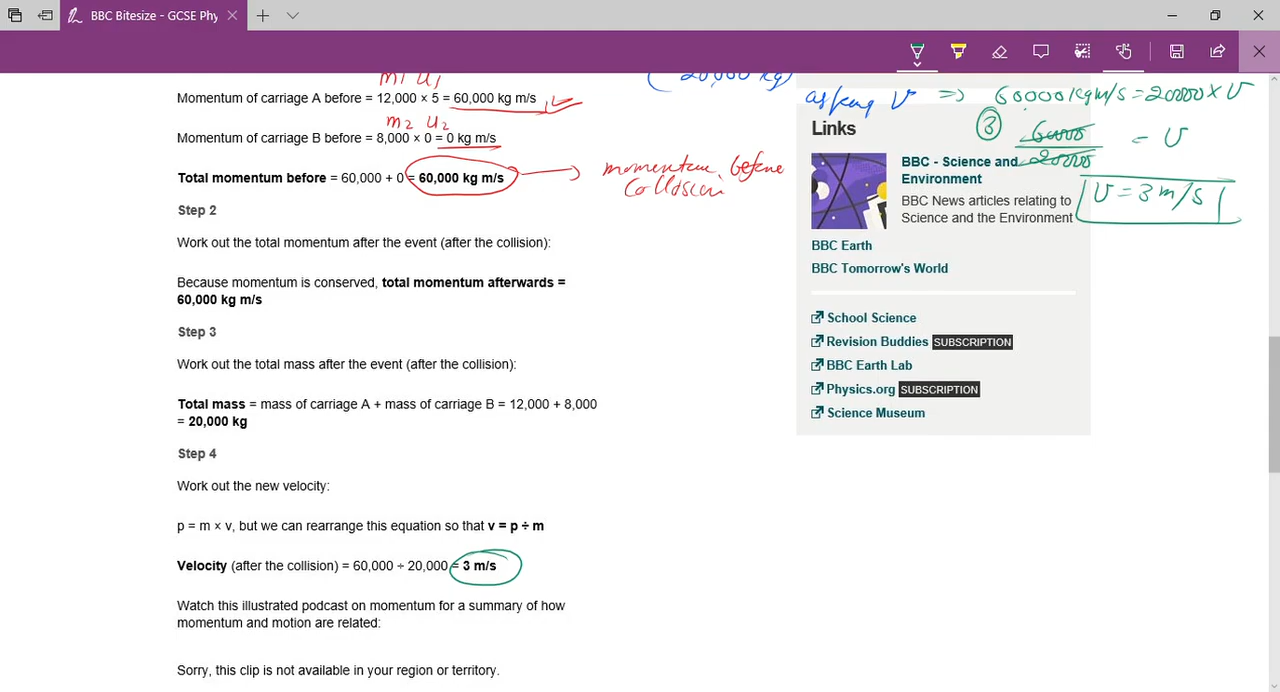 BBC Bitesize - GCSE Phy
m1 u1
(20,000 kg)
Momentum of carriage A before = 12,000 × 5 = 60,000 kg m/s
m2 u2
Momentum of carriage B before = 8,000 × 0 = 0 kg m/s
Total momentum before = 60,000 + 0 = 60,000 kg m/s
momentum before
Collision
Step 2
Work out the total momentum after the event (after the collision):
Because momentum is conserved, total momentum afterwards =
60,000 kg m/s
Step 3
Work out the total mass after the event (after the collision):
Total mass = mass of carriage A + mass of carriage B = 12,000 + 8,000
= 20,000 kg
Step 4
Work out the new velocity:
p = m × v, but we can rearrange this equation so that v = p ÷ m
Velocity (after the collision) = 60,000 ÷ 20,000 = 3 m/s
Watch this illustrated podcast on momentum for a summary of how
momentum and motion are related:
Sorry, this clip is not available in your region or territory.
v ⇒ 60000 kg m/s = 20000 × v
3 60000
20000 = v
v = 3 m/s
Links
BBC - Science and
Environment
BBC News articles relating to
Science and the Environment
BBC Earth
BBC Tomorrow's World
School Science
Revision Buddies SUBSCRIPTION
BBC Earth Lab
Physics.org SUBSCRIPTION
Science Museum